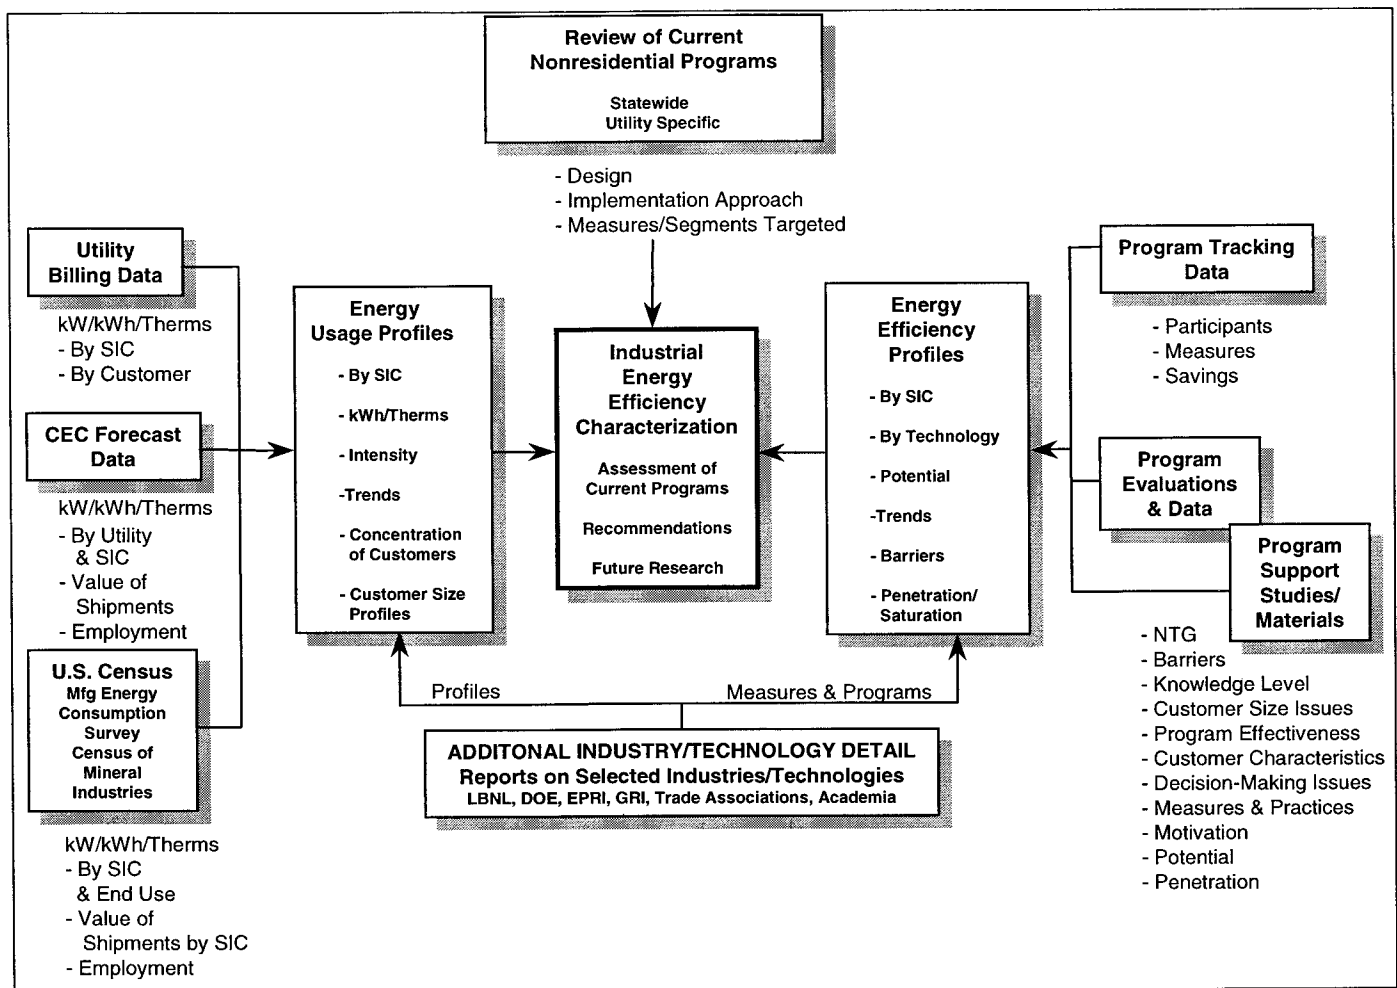 Review of Current
Nonresidential Programs
Statewide
Utility Specific
- Design
- Implementation Approach
- Measures/Segments Targeted
Utility
Billing Data
kW/kWh/Therms
- By SIC
- By Customer
CEC Forecast
Data
kW/kWh/Therms
- By Utility
& SIC
- Value of
Shipments
- Employment
U.S. Census
Mfg Energy
Consumption
Survey
Census of
Mineral
Industries
kW/kWh/Therms
- By SIC
& End Use
- Value of
Shipments by SIC
- Employment
Energy
Usage Profiles
- By SIC
- kWh/Therms
- Intensity
-Trends
- Concentration
of Customers
- Customer Size
Profiles
Industrial
Energy
Efficiency
Characterization
Assessment of
Current Programs
Recommendations
Future Research
Energy
Efficiency
Profiles
- By SIC
- By Technology
- Potential
-Trends
- Barriers
- Penetration/
Saturation
Program Tracking
Data
- Participants
- Measures
- Savings
Program
Evaluations
& Data
Program
Support
Studies/
Materials
- NTG
- Barriers
- Knowledge Level
- Customer Size Issues
- Program Effectiveness
- Customer Characteristics
- Decision-Making Issues
- Measures & Practices
- Motivation
- Potential
- Penetration
Profiles
Measures & Programs
ADDITONAL INDUSTRY/TECHNOLOGY DETAIL
Reports on Selected Industries/Technologies
LBNL, DOE, EPRI, GRI, Trade Associations, Academia